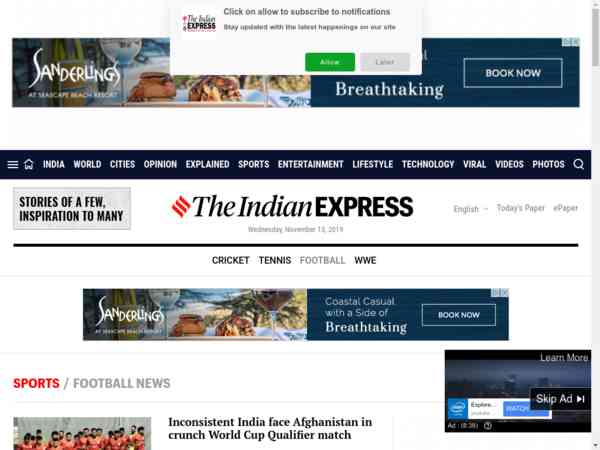 Click on allow to subscribe to notifications
The Indian
EXPRESS
Stay updated with the latest happenings on our site
Allow
Later
SANDERLINGS
AT SEASCAPE BEACH RESORT
Breathtaking
BOOK NOW
INDIA WORLD CITIES OPINION EXPLAINED SPORTS ENTERTAINMENT LIFESTYLE TECHNOLOGY VIRAL VIDEOS PHOTOS
STORIES OF A FEW,
INSPIRATION TO MANY
The Indian EXPRESS
Wednesday, November 13, 2019
English
Today's Paper
ePaper
CRICKET TENNIS FOOTBALL WWE
SANDERLINGS
AT SEASCAPE BEACH RESORT
Coastal Casual
with a Side of
Breathtaking
BOOK NOW
SPORTS / FOOTBALL NEWS
Learn More
Skip Ad
intel
Explore...
youtube
WATCH
Ad : (8:36)
Inconsistent India face Afghanistan in
crunch World Cup Qualifier match